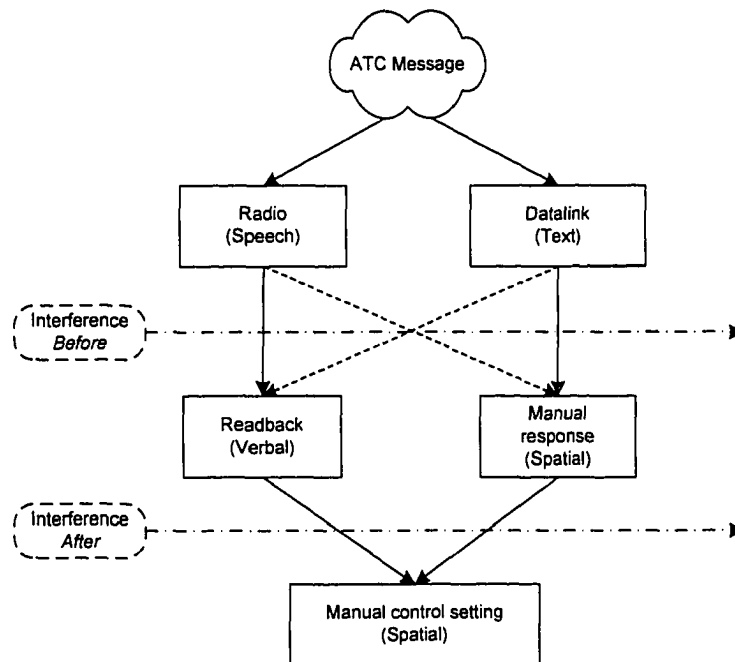 ATC Message
Radio
(Speech)
Datalink
(Text)
Interference
Before
Readback
(Verbal)
Manual
response
(Spatial)
Interference
After
Manual control setting
(Spatial)